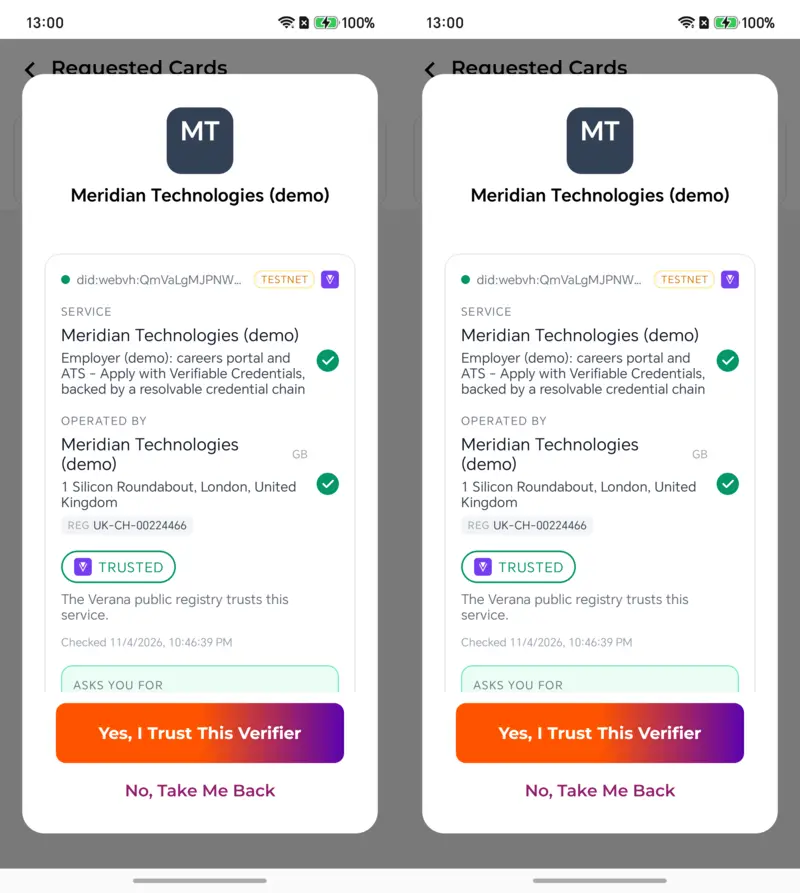 13:00
100%
Requested Cards
MT
Meridian Technologies (demo)
did:webvh:QmVaLgMJPNW...
TESTNET
SERVICE
Meridian Technologies (demo)
Employer (demo): careers portal and
ATS – Apply with Verifiable Credentials,
backed by a resolvable credential chain
OPERATED BY
Meridian Technologies
(demo)
GB
1 Silicon Roundabout, London, United
Kingdom
REG UK-CH-00224466
TRUSTED
The Verana public registry trusts this
service.
Checked 11/4/2026, 10:46:39 PM
ASKS YOU FOR
Yes, I Trust This Verifier
No, Take Me Back
13:00
100%
Requested Cards
MT
Meridian Technologies (demo)
did:webvh:QmVaLgMJPNW...
TESTNET
SERVICE
Meridian Technologies (demo)
Employer (demo): careers portal and
ATS – Apply with Verifiable Credentials,
backed by a resolvable credential chain
OPERATED BY
Meridian Technologies
(demo)
GB
1 Silicon Roundabout, London, United
Kingdom
REG UK-CH-00224466
TRUSTED
The Verana public registry trusts this
service.
Checked 11/4/2026, 10:46:39 PM
ASKS YOU FOR
Yes, I Trust This Verifier
No, Take Me Back